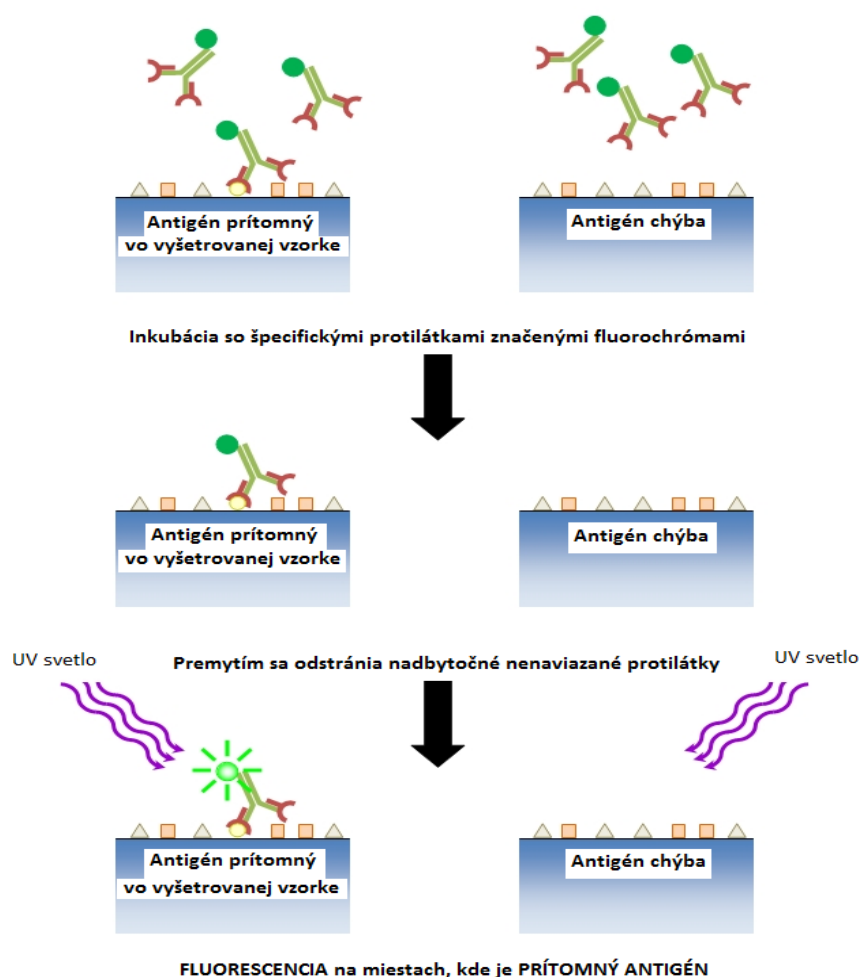 Antigén prítomný
vo vyšetrovanej vzorke
Antigén chýba
Inkubácia so špecifickými protilátkami značenými fluorochrómami
Antigén prítomný
vo vyšetrovanej vzorke
Antigén chýba
UV svetlo
Premytím sa odstránia nadbytočné nenaviazané protilátky
UV svetlo
Antigén prítomný
vo vyšetrovanej vzorke
Antigén chýba
FLUORESCENCIA na miestach, kde je PRÍTOMNÝ ANTIGÉN